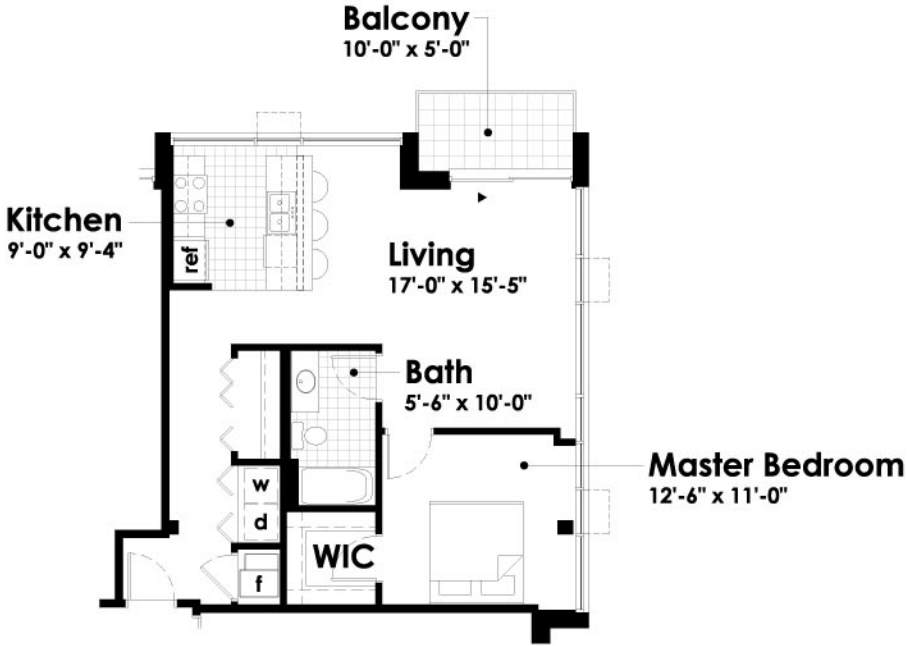 Balcony
10'-0" x 5'-0"
Kitchen
9'-0" x 9'-4"
ref
Living
17'-0" x 15'-5"
Bath
5'-6" x 10'-0"
Master Bedroom
12'-6" x 11'-0"
w
d
WIC
f